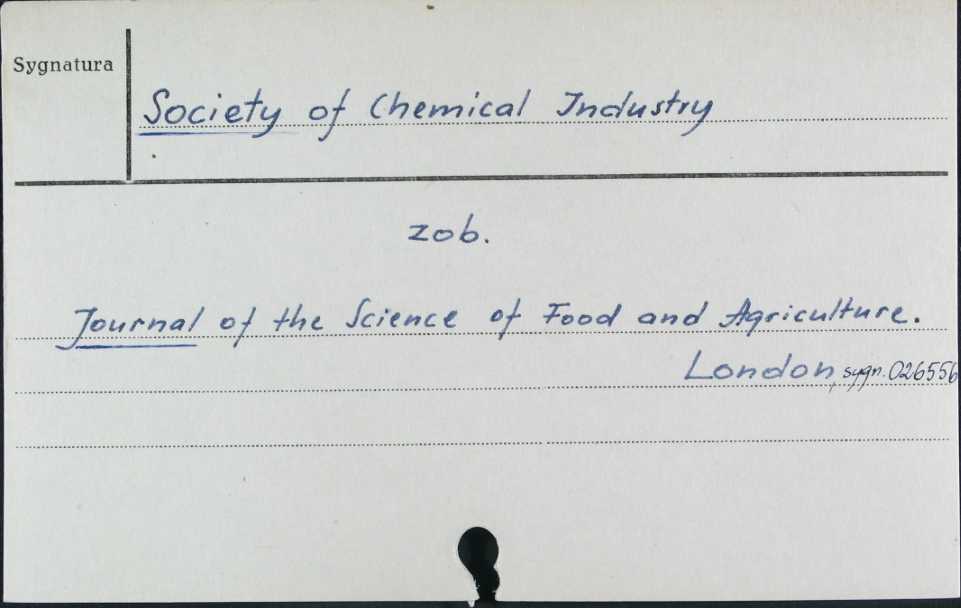 Sygnatura
Society of Chemical Industry
zob.
Journal of the Science of Food and Agriculture.
London, sygn. 026556